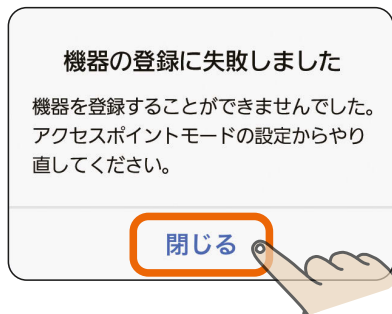 機器の登録に失敗しました
機器を登録することができませんでした。
アクセスポイントモードの設定からやり
直してください。
閉じる